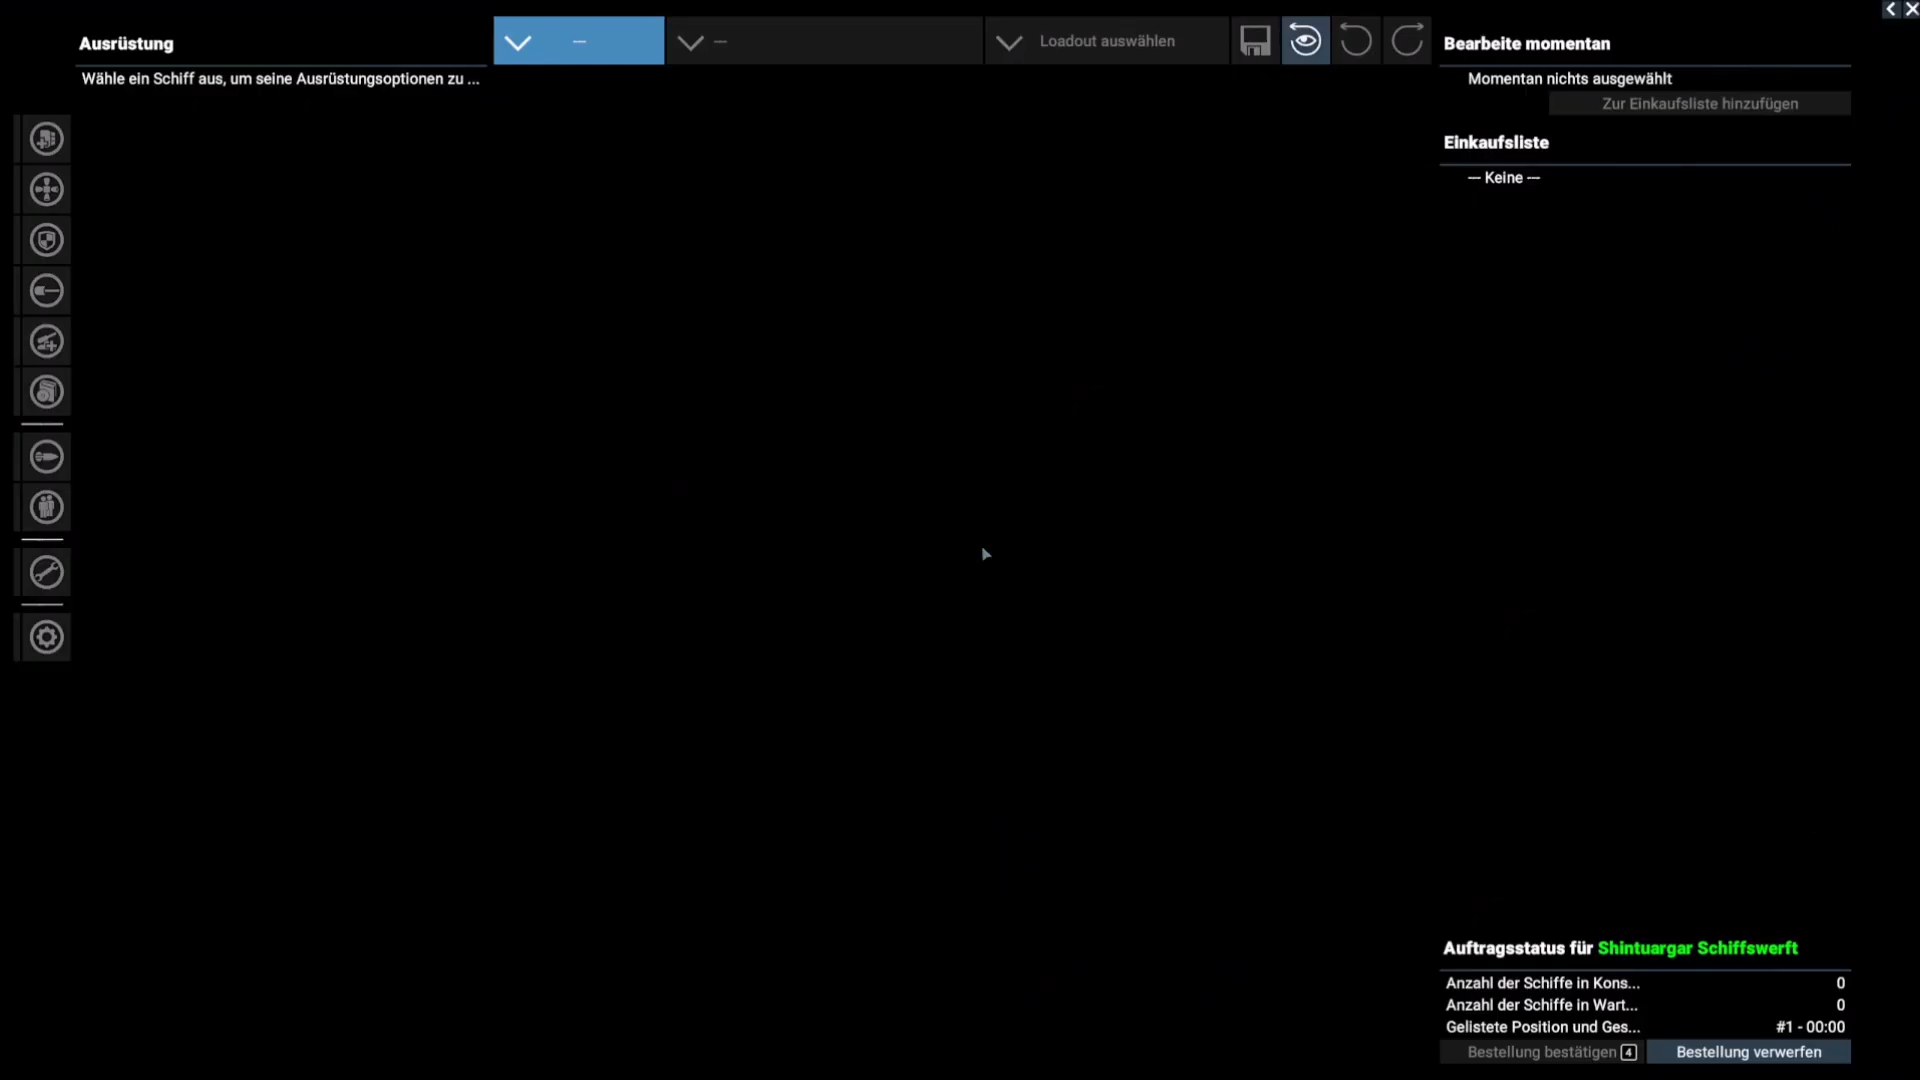 Ausrüstung
Wähle ein Schiff aus, um seine Ausrüstungsoptionen zu ...
—
—
Loadout auswählen
Bearbeite momentan
Momentan nichts ausgewählt
Zur Einkaufsliste hinzufügen
Einkaufsliste
— Keine —
Auftragsstatus für Shintuargar Schiffswerft
Anzahl der Schiffe in Kons... 0
Anzahl der Schiffe in Wart... 0
Gelistete Position und Ges... #1 - 00:00
Bestellung bestätigen 4 Bestellung verwerfen